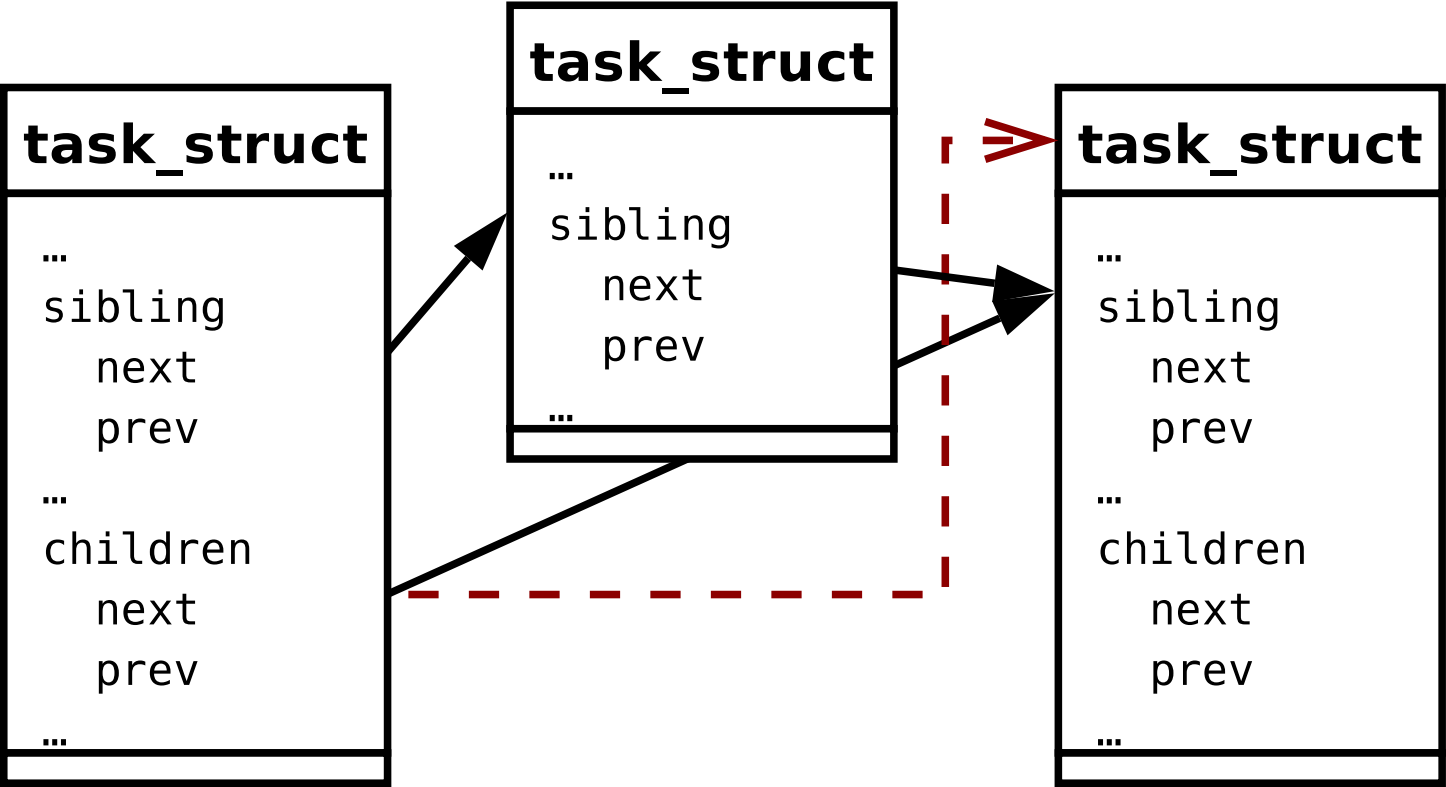 task_struct
…
sibling
next
prev
…
children
next
prev
…
task_struct
…
sibling
next
prev
…
task_struct
…
sibling
next
prev
…
children
next
prev
…